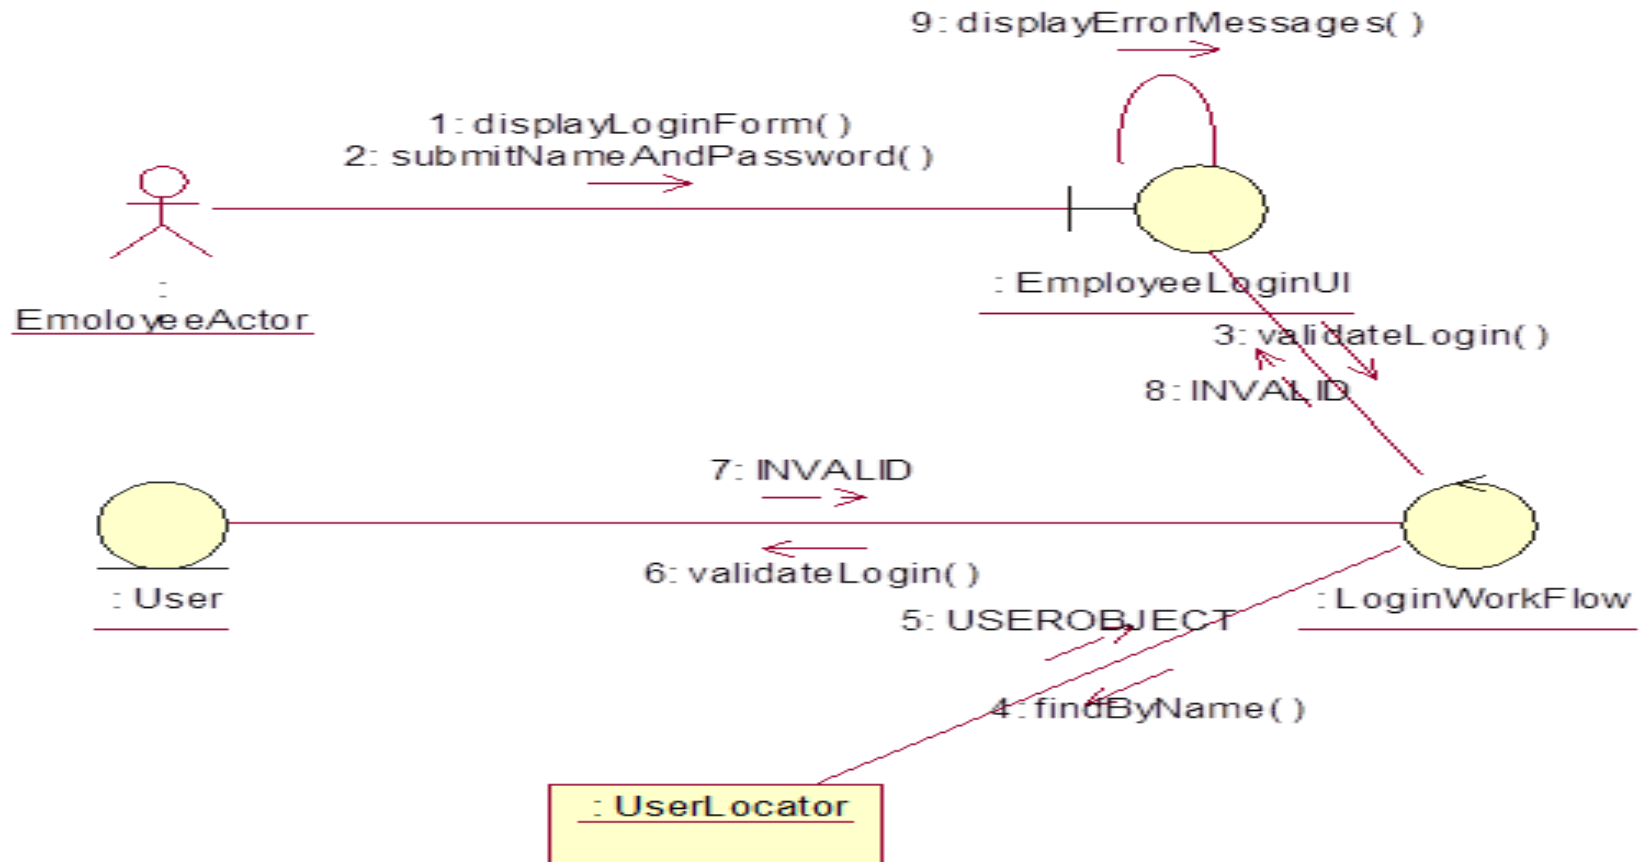 9: displayErrorMessages( )
1: displayLoginForm( )
2: submitNameAndPassword( )
: EmployeeLoginUI
:
EmoloyeeActor
3: validateLogin( )
8: INVALID
7: INVALID
6: validateLogin( )
: User
: LoginWorkFlow
5: USEROBJECT
4: findByName( )
: UserLocator